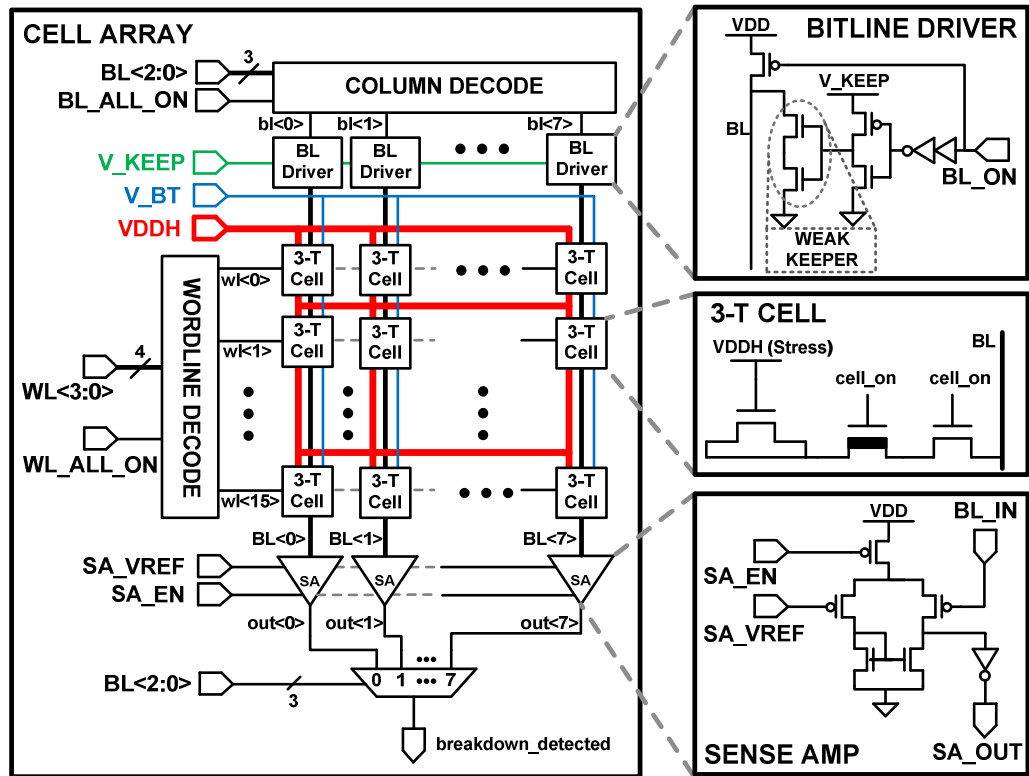 CELL ARRAY
BL<2:0>
3
BL_ALL_ON
COLUMN DECODE
bl<0>
bl<1>
bl<7>
V_KEEP
BL Driver
BL Driver
BL Driver
V_BT
VDDH
WORDLINE DECODE
wl<0>
3-T Cell
3-T Cell
3-T Cell
wl<1>
3-T Cell
3-T Cell
3-T Cell
WL<3:0>
4
WL_ALL_ON
wl<15>
3-T Cell
3-T Cell
3-T Cell
BL<0>
BL<1>
BL<7>
SA_VREF
SA_EN
SA
SA
SA
out<0>
out<1>
out<7>
BL<2:0>
3
0 1 ... 7
breakdown_detected
BITLINE DRIVER
VDD
V_KEEP
BL
BL_ON
WEAK KEEPER
3-T CELL
VDDH (Stress)
BL
cell_on
cell_on
VDD
BL_IN
SA_EN
SA_VREF
SENSE AMP
SA_OUT